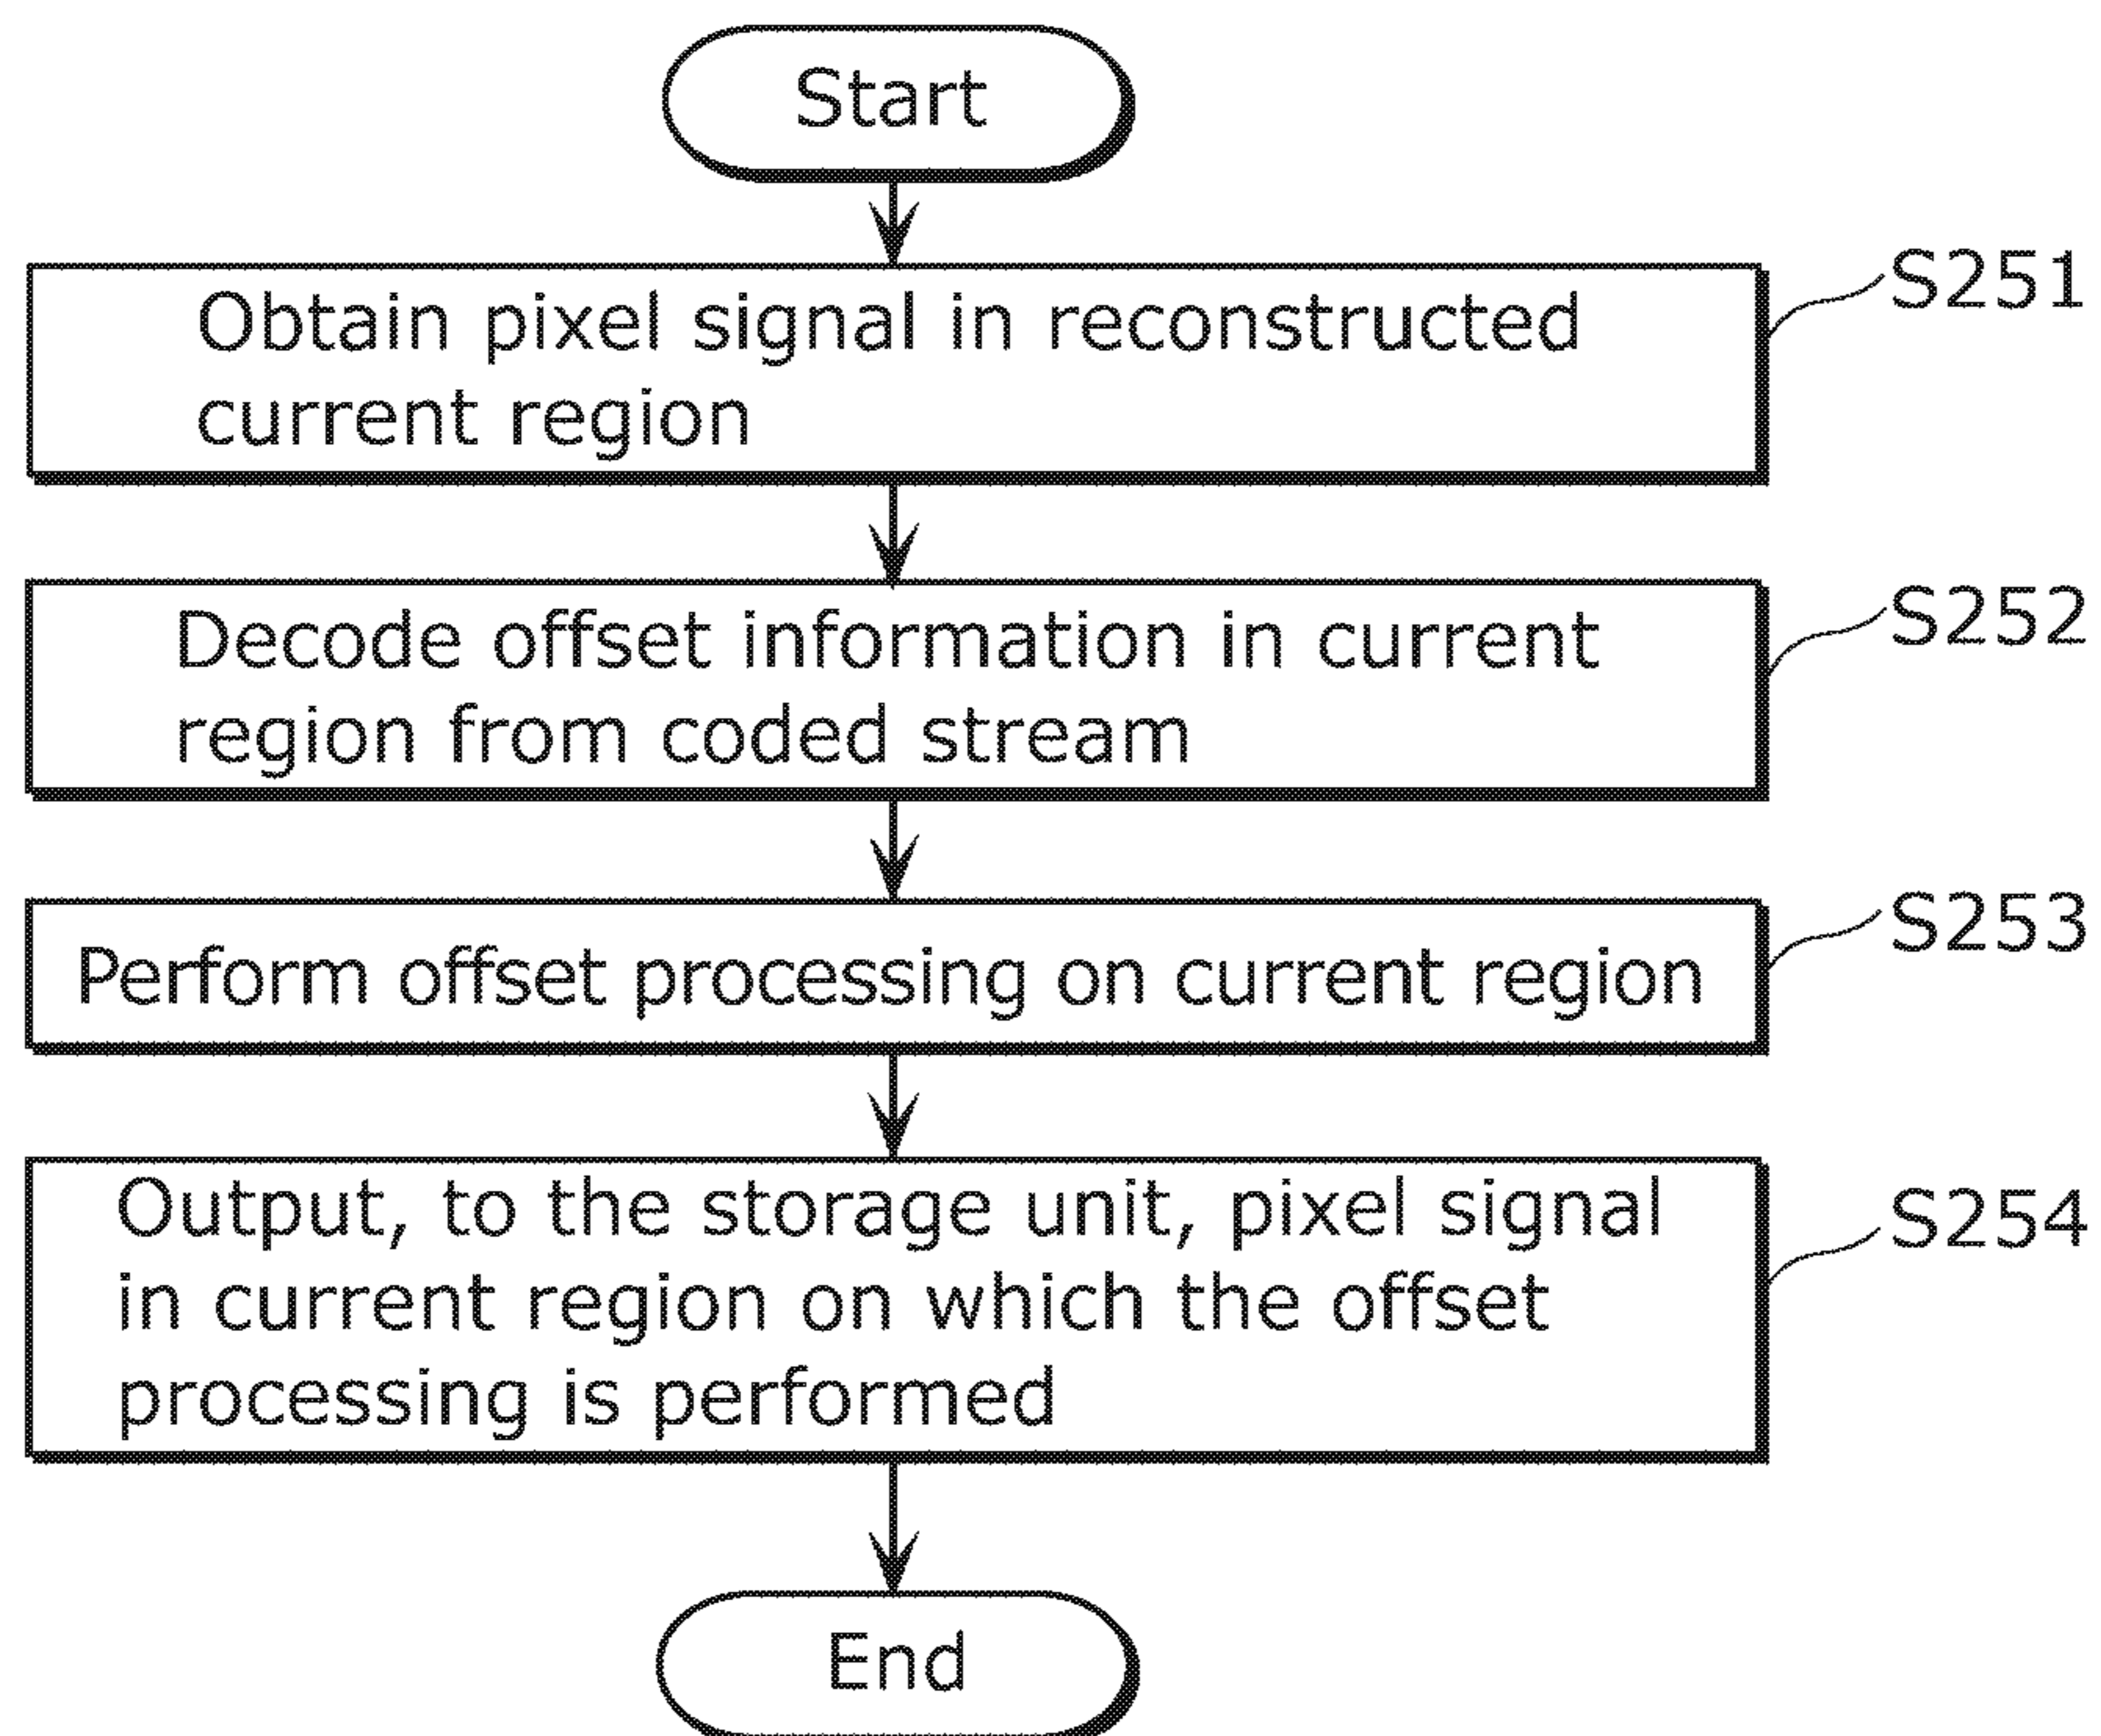 Start
Obtain pixel signal in reconstructed
current region
S251
Decode offset information in current
region from coded stream
S252
Perform offset processing on current region
S253
Output, to the storage unit, pixel signal
in current region on which the offset
processing is performed
S254
End